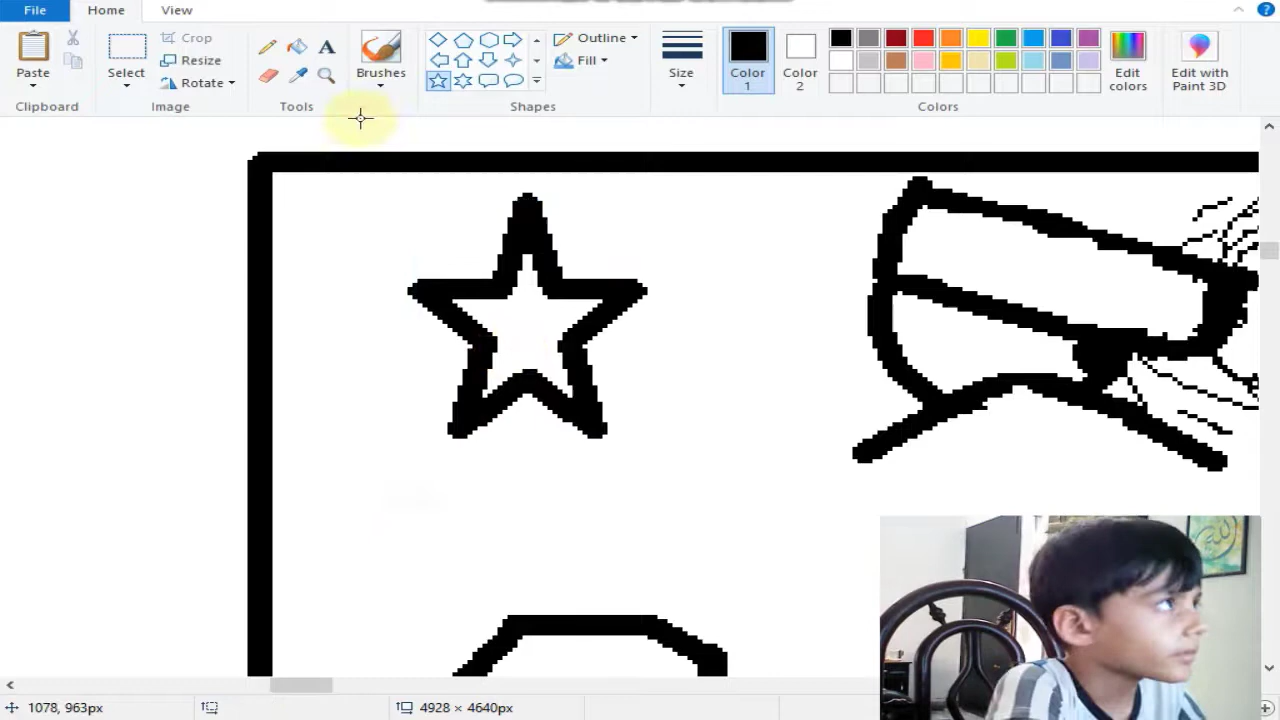 File Home View
Paste
Select
Crop
Resize
Rotate
A
Brushes
Outline
Fill
Size
Color 1
Color 2
Edit colors
Edit with Paint 3D
Clipboard Image Tools Shapes Colors
1078, 963px 4928 × 4640px